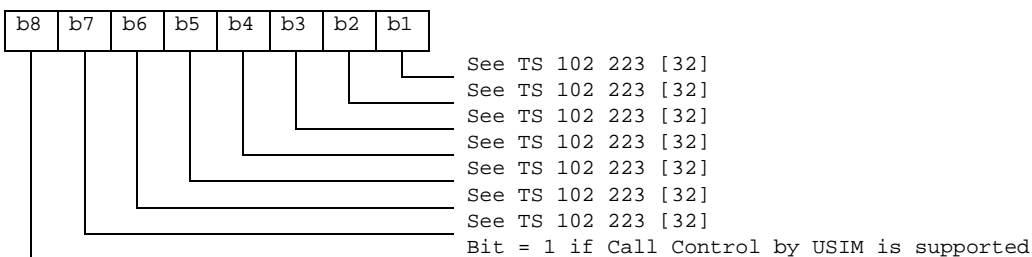 b8 b7 b6 b5 b4 b3 b2 b1
See TS 102 223 [32]
See TS 102 223 [32]
See TS 102 223 [32]
See TS 102 223 [32]
See TS 102 223 [32]
See TS 102 223 [32]
See TS 102 223 [32]
Bit = 1 if Call Control by USIM is supported